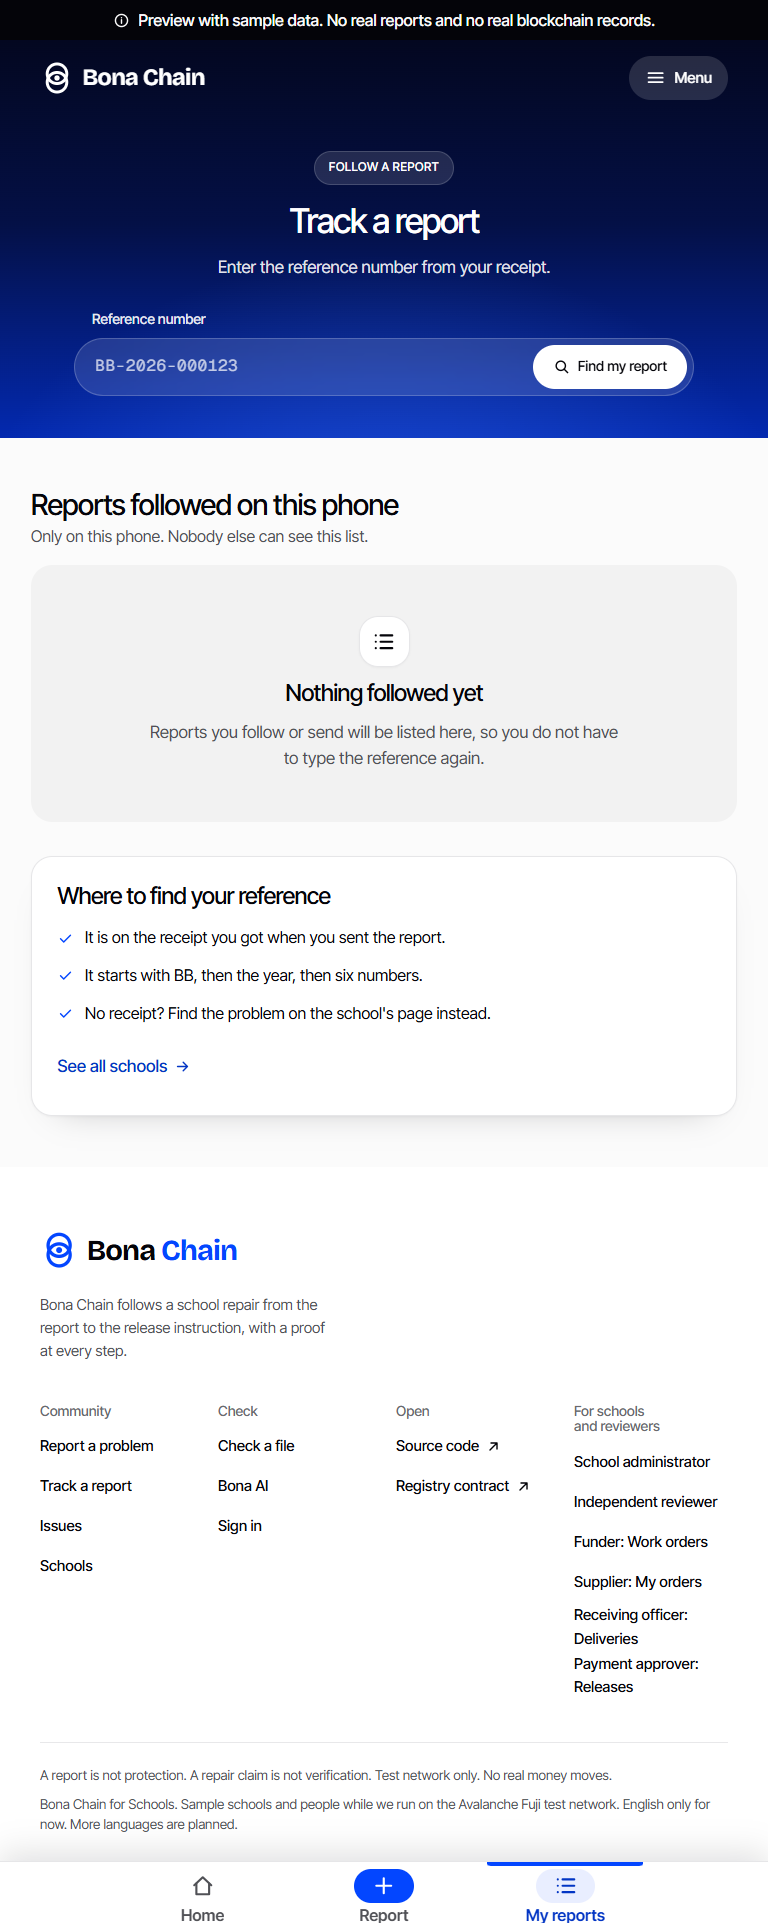 Preview with sample data. No real reports and no real blockchain records.
Bona Chain
Menu
FOLLOW A REPORT
Track a report
Enter the reference number from your receipt.
Reference number
BB-2026-000123
Find my report
Reports followed on this phone
Only on this phone. Nobody else can see this list.
Nothing followed yet
Reports you follow or send will be listed here, so you do not have
to type the reference again.
Where to find your reference
It is on the receipt you got when you sent the report.
It starts with BB, then the year, then six numbers.
No receipt? Find the problem on the school's page instead.
See all schools →
Bona Chain
Bona Chain follows a school repair from the
report to the release instruction, with a proof
at every step.
Community
Report a problem
Track a report
Issues
Schools
Check
Check a file
Bona AI
Sign in
Open
Source code
Registry contract
For schools
and reviewers
School administrator
Independent reviewer
Funder: Work orders
Supplier: My orders
Receiving officer:
Deliveries
Payment approver:
Releases
A report is not protection. A repair claim is not verification. Test network only. No real money moves.
Bona Chain for Schools. Sample schools and people while we run on the Avalanche Fuji test network. English only for
now. More languages are planned.
Home
Report
My reports